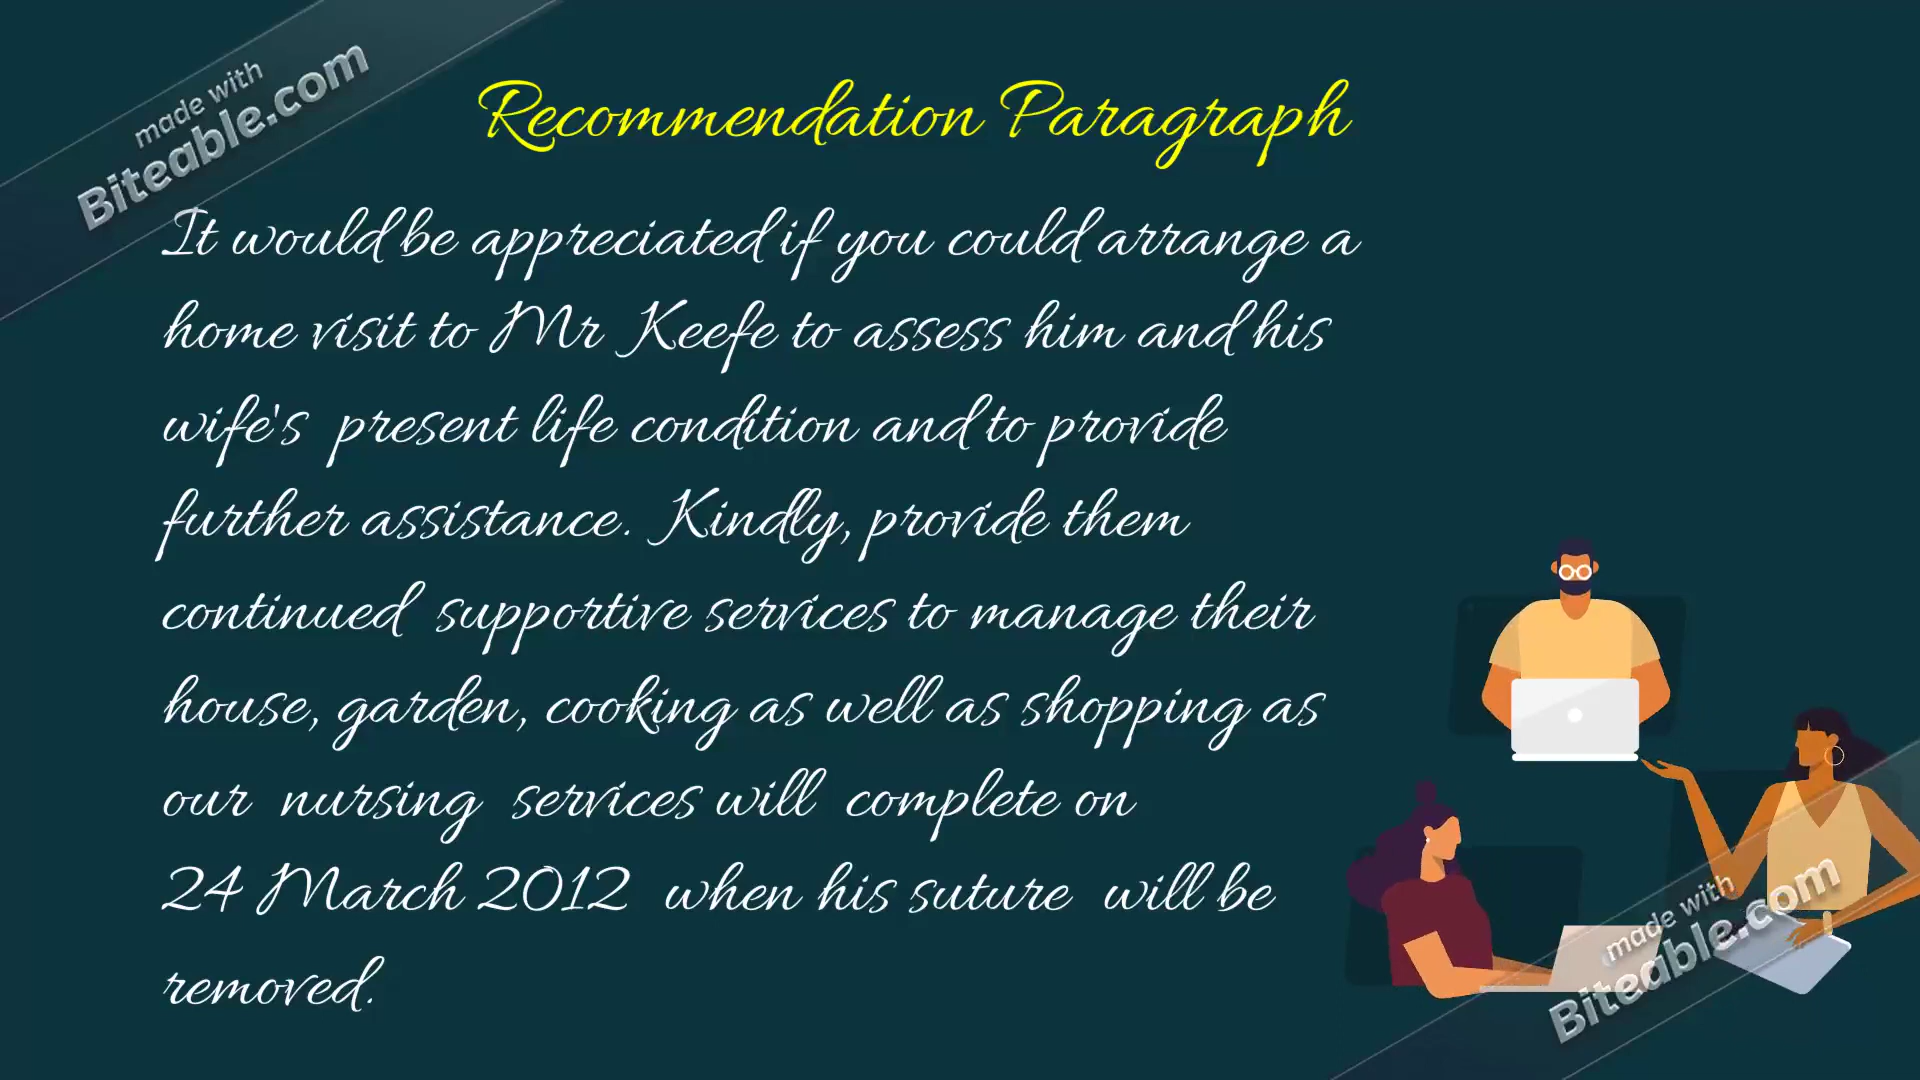 made with
Biteable.com
Recommendation Paragraph
It would be appreciated if you could arrange a
home visit to Mr Keefe to assess him and his
wife's present life condition and to provide
further assistance. Kindly, provide them
continued supportive services to manage their
house, garden, cooking as well as shopping as
our nursing services will complete on
24 March 2012 when his suture will be
removed.
made with
Biteable.com